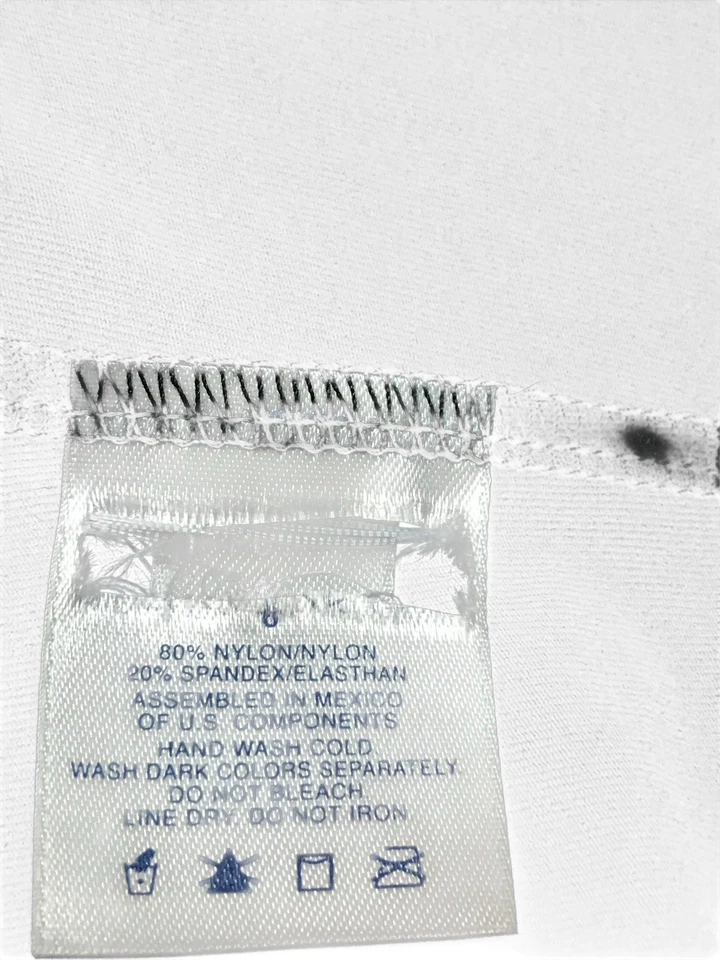 80% NYLON/NYLON
20% SPANDEX/ELASTHAN
ASSEMBLED IN MEXICO
OF U.S. COMPONENTS
HAND WASH COLD
WASH DARK COLORS SEPARATELY
DO NOT BLEACH
LINE DRY, DO NOT IRON